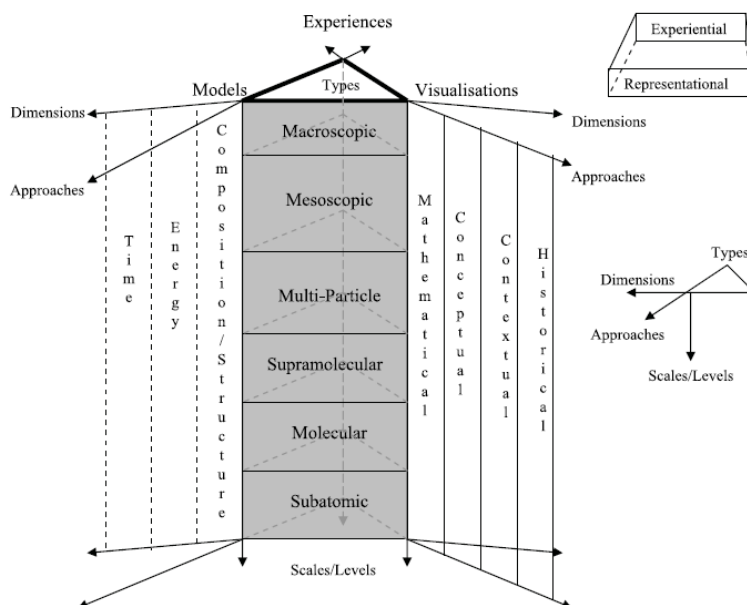 Experiences
Experiential
Representational
Models
Types
Visualisations
Dimensions
Dimensions
Macroscopic
Approaches
Approaches
Mesoscopic
Multi-Particle
Supramolecular
Molecular
Subatomic
Time
Energy
Composition/Structure
Mathematical
Conceptual
Contextual
Historical
Scales/Levels
Types
Dimensions
Approaches
Scales/Levels